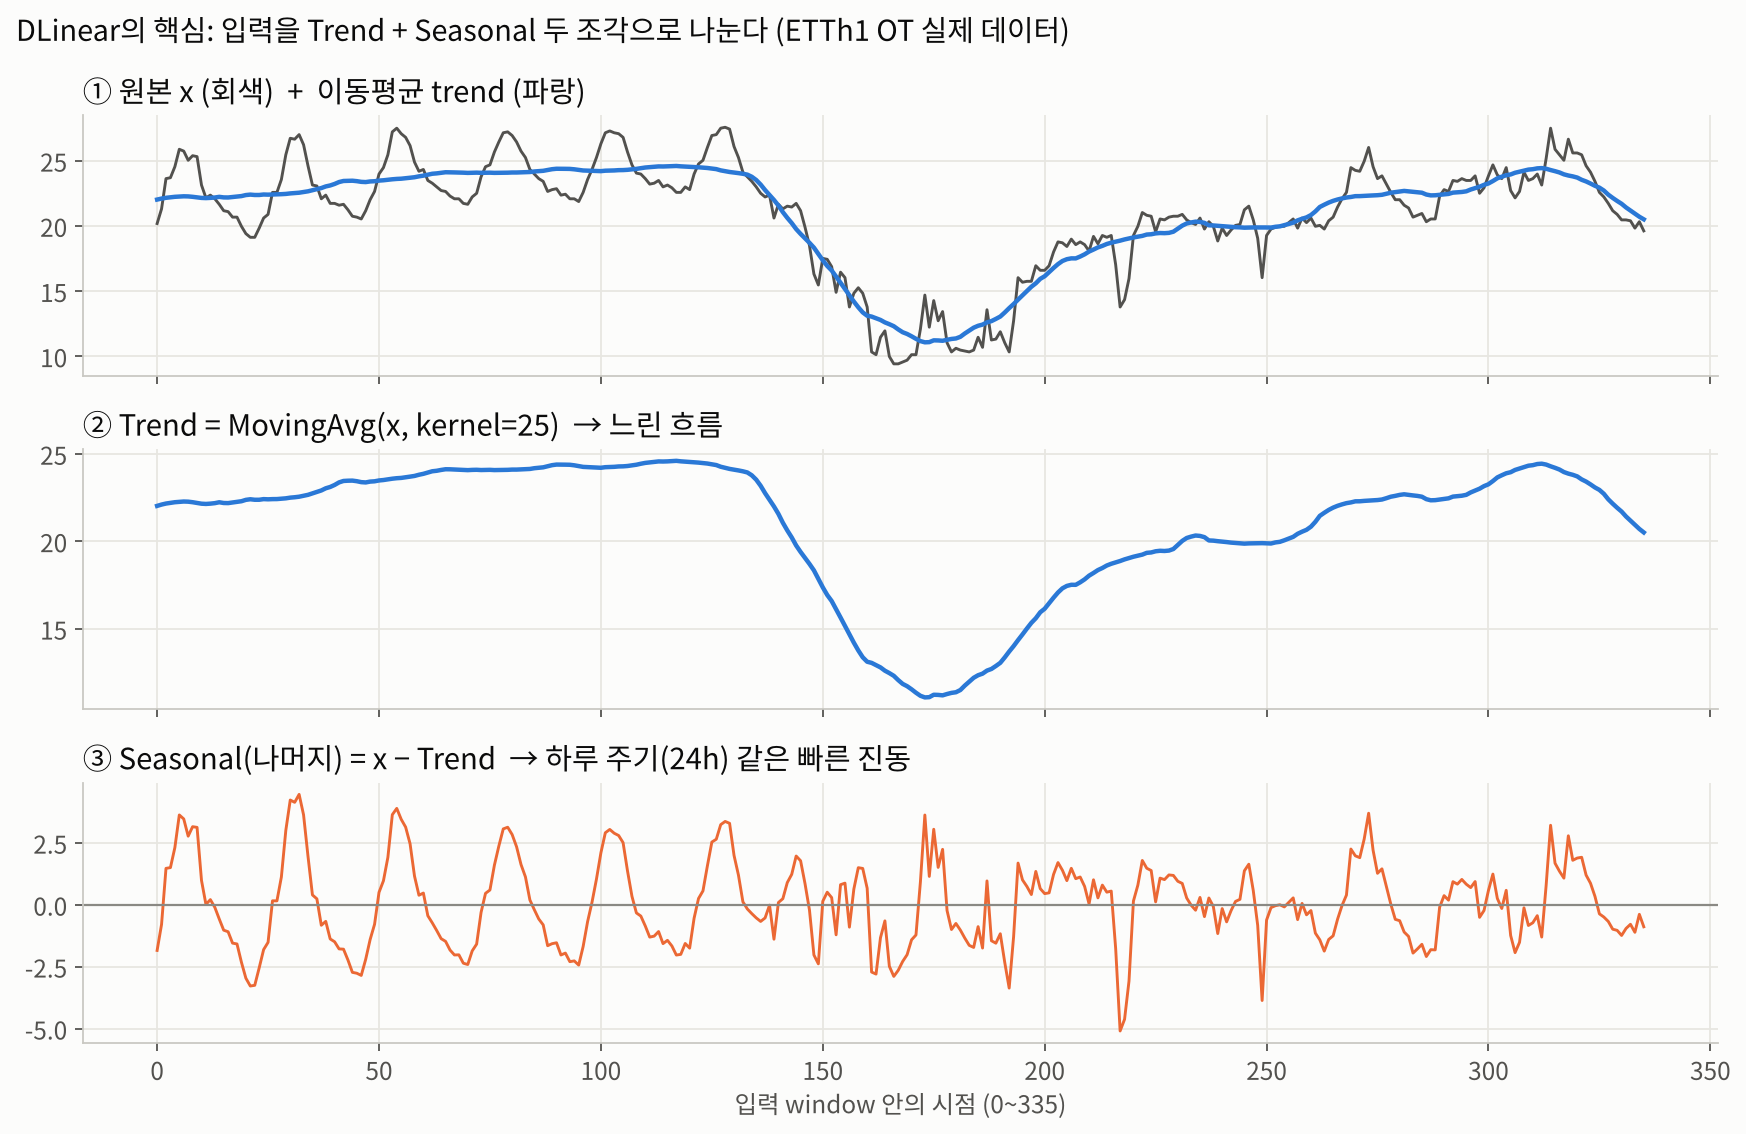 DLinear의 핵심: 입력을 Trend + Seasonal 두 조각으로 나눈다 (ETTh1 OT 실제 데이터)
① 원본 x (회색) + 이동평균 trend (파랑)
25
20
15
10
② Trend = MovingAvg(x, kernel=25) → 느린 흐름
25
20
15
③ Seasonal(나머지) = x − Trend → 하루 주기(24h) 같은 빠른 진동
2.5
0.0
-2.5
-5.0
0 50 100 150 200 250 300 350
입력 window 안의 시점 (0~335)